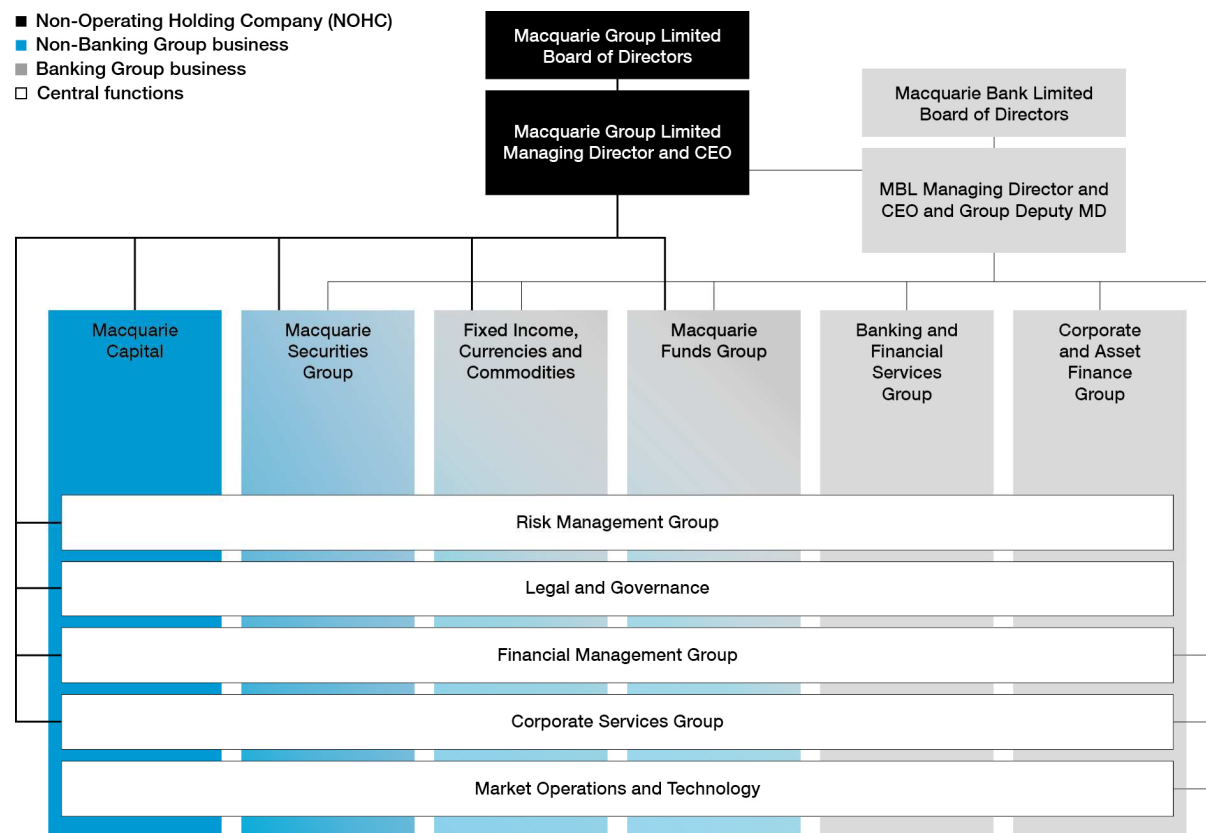 Non-Operating Holding Company (NOHC)
Non-Banking Group business
Banking Group business
Central functions
Macquarie Group Limited
Board of Directors
Macquarie Group Limited
Managing Director and CEO
Macquarie Bank Limited
Board of Directors
MBL Managing Director and
CEO and Group Deputy MD
Macquarie
Capital
Macquarie
Securities
Group
Fixed Income,
Currencies and
Commodities
Macquarie
Funds Group
Banking and
Financial
Services
Group
Corporate
and Asset
Finance
Group
Risk Management Group
Legal and Governance
Financial Management Group
Corporate Services Group
Market Operations and Technology